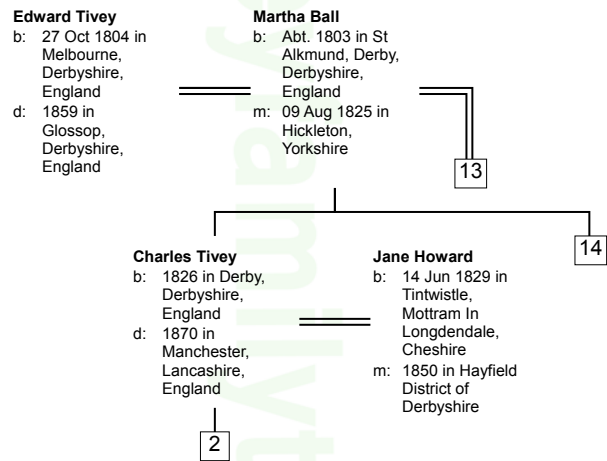 Edward Tivey
b: 27 Oct 1804 in
Melbourne,
Derbyshire,
England
d: 1859 in
Glossop,
Derbyshire,
England
Martha Ball
b: Abt. 1803 in St
Alkmund, Derby,
Derbyshire,
England
m: 09 Aug 1825 in
Hickleton,
Yorkshire
13
14
Charles Tivey
b: 1826 in Derby,
Derbyshire,
England
d: 1870 in
Manchester,
Lancashire,
England
Jane Howard
b: 14 Jun 1829 in
Tintwistle,
Mottram In
Longdendale,
Cheshire
m: 1850 in Hayfield
District of
Derbyshire
2
eyfamilyt